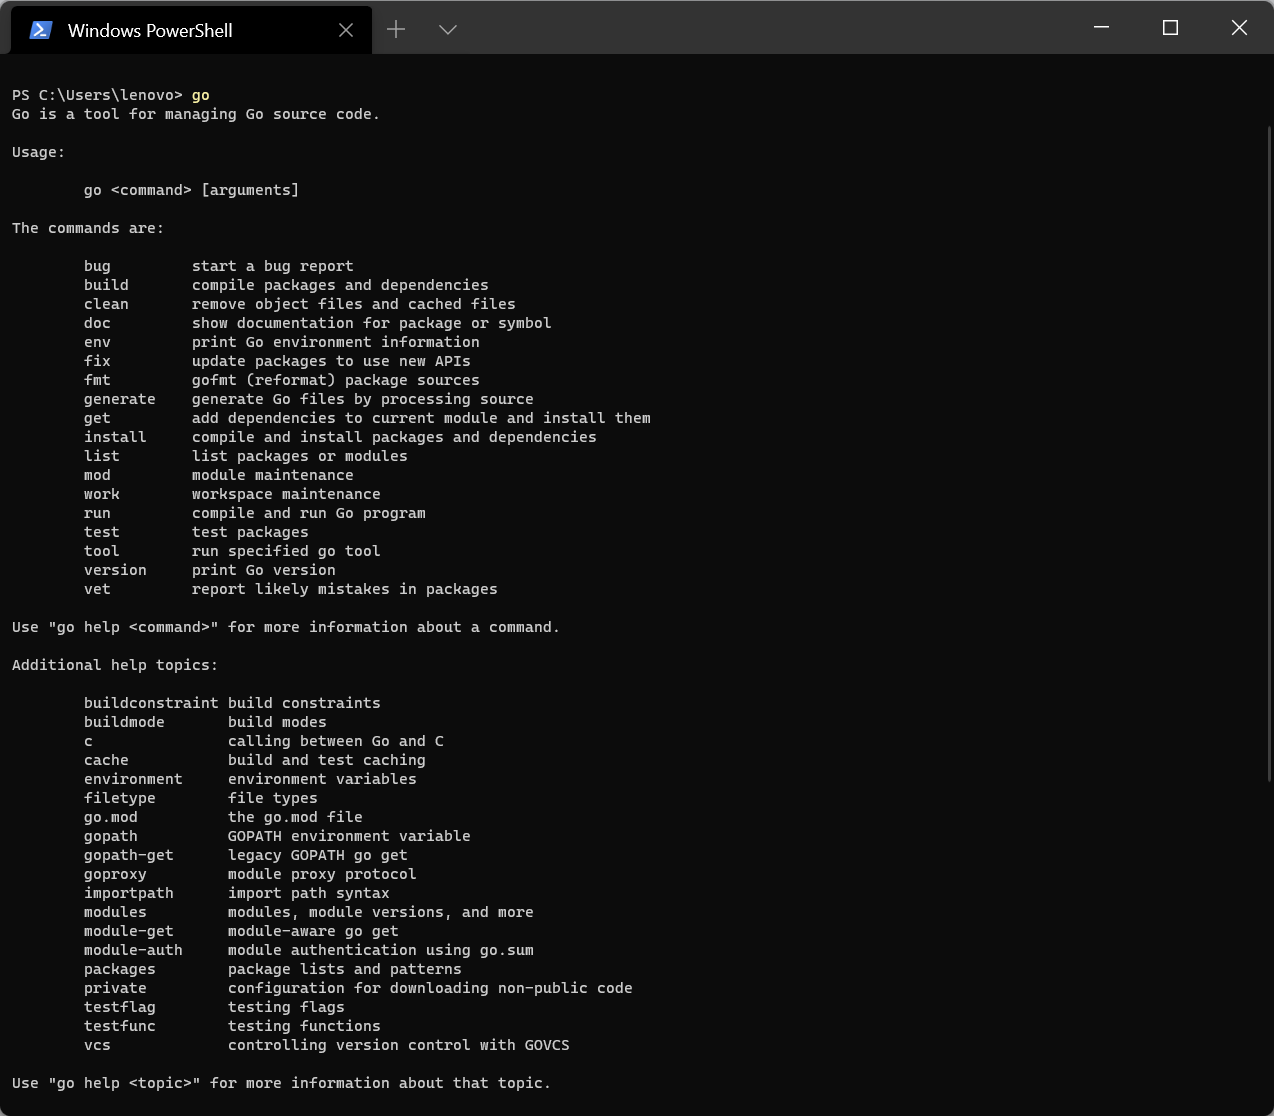 Windows PowerShell
PS C:\Users\lenovo> go
Go is a tool for managing Go source code.
Usage:
go <command> [arguments]
The commands are:
bug start a bug report
build compile packages and dependencies
clean remove object files and cached files
doc show documentation for package or symbol
env print Go environment information
fix update packages to use new APIs
fmt gofmt (reformat) package sources
generate generate Go files by processing source
get add dependencies to current module and install them
install compile and install packages and dependencies
list list packages or modules
mod module maintenance
work workspace maintenance
run compile and run Go program
test test packages
tool run specified go tool
version print Go version
vet report likely mistakes in packages
Use "go help <command>" for more information about a command.
Additional help topics:
buildconstraint build constraints
buildmode build modes
c calling between Go and C
cache build and test caching
environment environment variables
filetype file types
go.mod the go.mod file
gopath GOPATH environment variable
gopath-get legacy GOPATH go get
goproxy module proxy protocol
importpath import path syntax
modules modules, module versions, and more
module-get module-aware go get
module-auth module authentication using go.sum
packages package lists and patterns
private configuration for downloading non-public code
testflag testing flags
testfunc testing functions
vcs controlling version control with GOVCS
Use "go help <topic>" for more information about that topic.